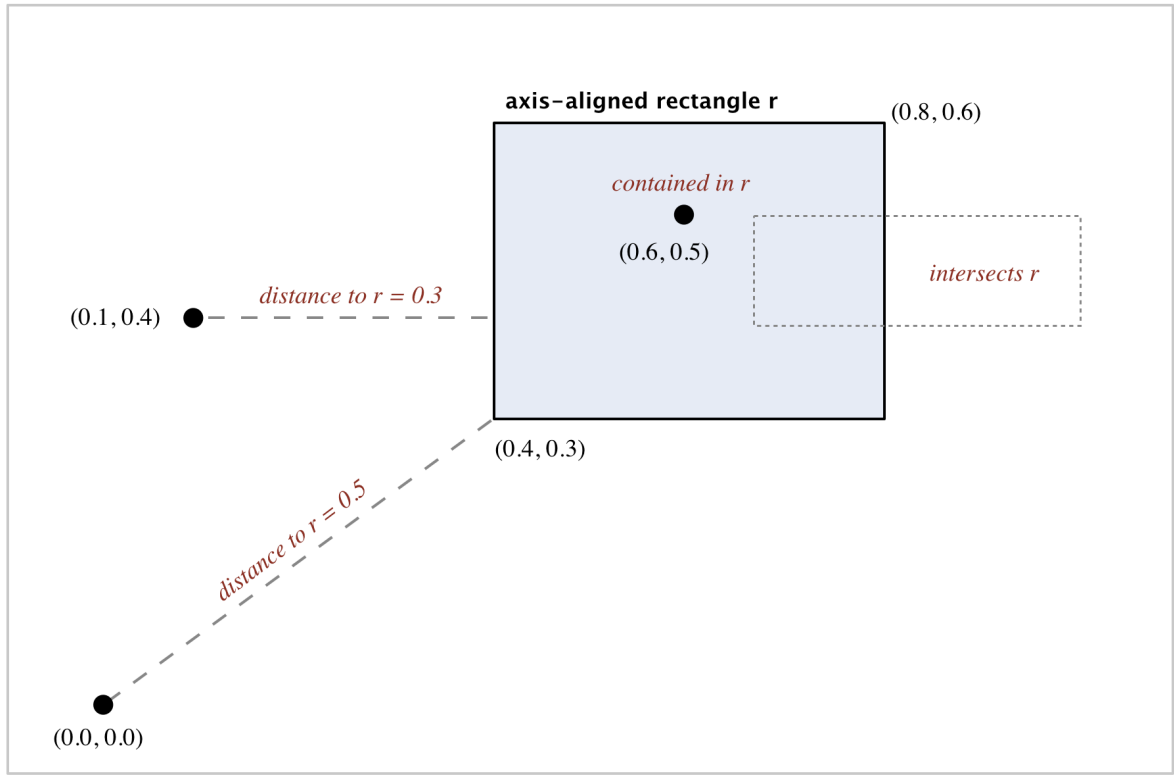 axis-aligned rectangle r
(0.8, 0.6)
contained in r
(0.6, 0.5)
intersects r
distance to r = 0.3
(0.1, 0.4)
(0.4, 0.3)
distance to r = 0.5
(0.0, 0.0)